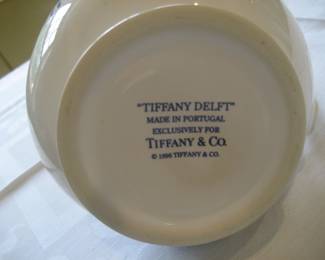 "TIFFANY DELFT"
MADE IN PORTUGAL
EXCLUSIVELY FOR
TIFFANY & CO.
© 1996 TIFFANY & CO.